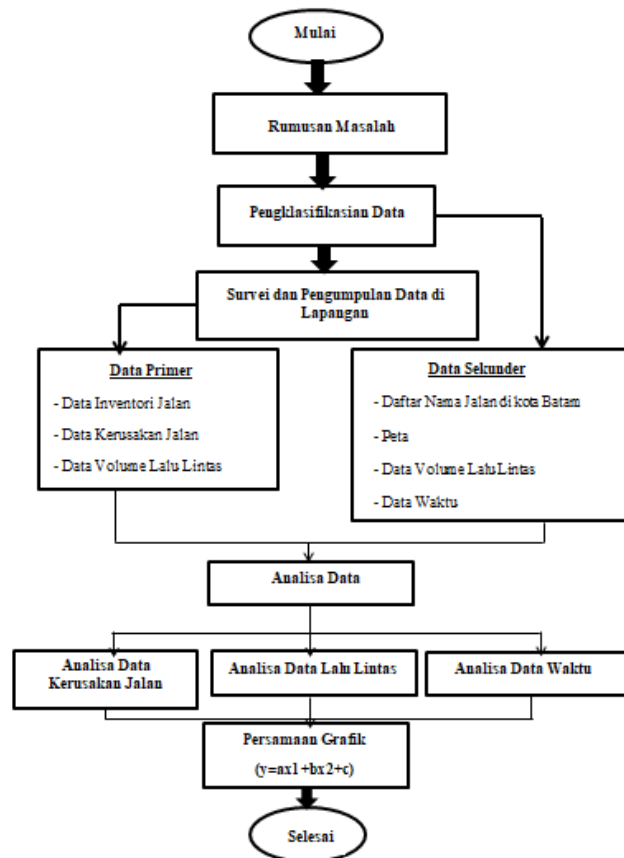 Mulai
Rumusan Masalah
Pengklasifikasian Data
Survei dan Pengumpulan Data di
Lapangan
Data Primer
- Data Inventori Jalan
- Data Kerusakan Jalan
- Data Volume Lalu Lintas
Data Sekunder
- Daftar Nama Jalan di kota Batam
- Peta
- Data Volume Lalu Lintas
- Data Waktu
Analisa Data
Analisa Data
Kerusakan Jalan
Analisa Data Lalu Lintas
Analisa Data Waktu
Persamaan Grafik
(y=ax1+bx2+c)
Selesai